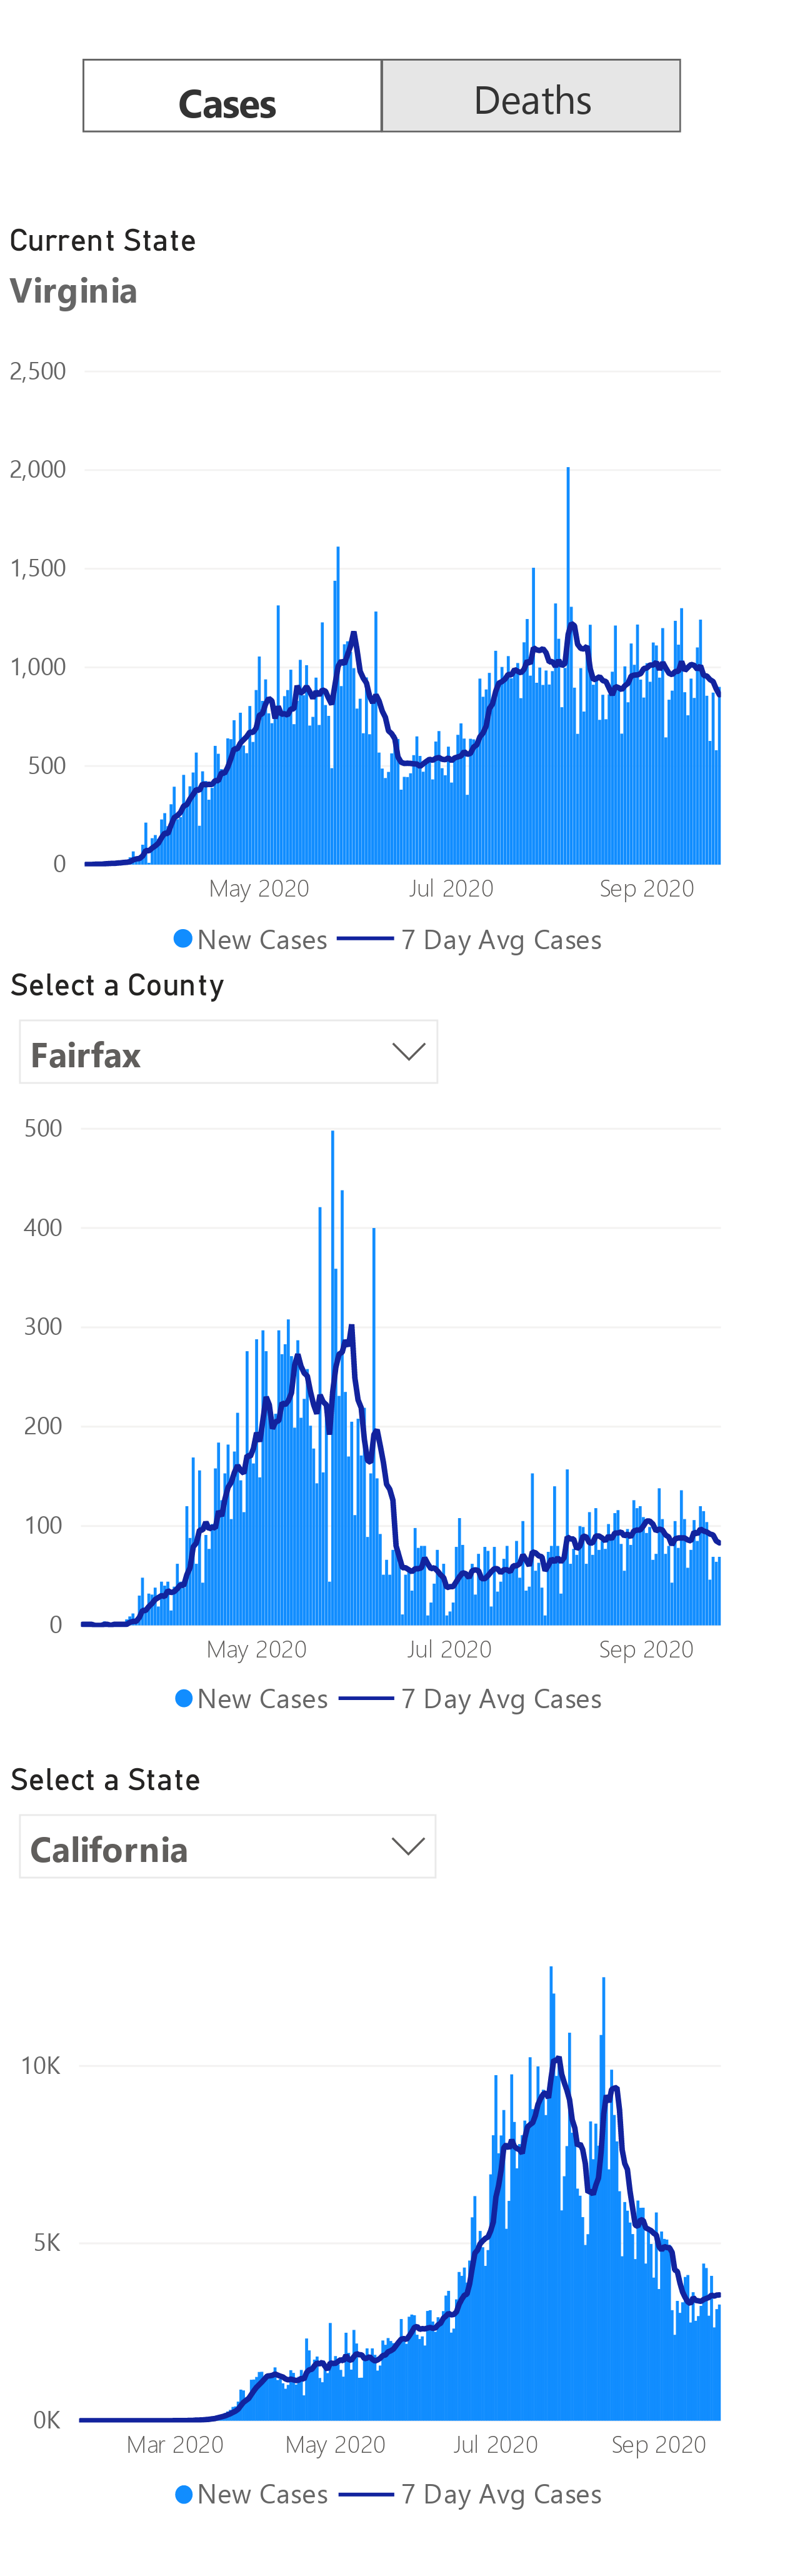 Cases Deaths
Current State
Virginia
2,500
2,000
1,500
1,000
500
0
May 2020 Jul 2020 Sep 2020
New Cases 7 Day Avg Cases
Select a County
Fairfax
500
400
300
200
100
0
May 2020 Jul 2020 Sep 2020
New Cases 7 Day Avg Cases
Select a State
California
10K
5K
0K
Mar 2020 May 2020 Jul 2020 Sep 2020
New Cases 7 Day Avg Cases